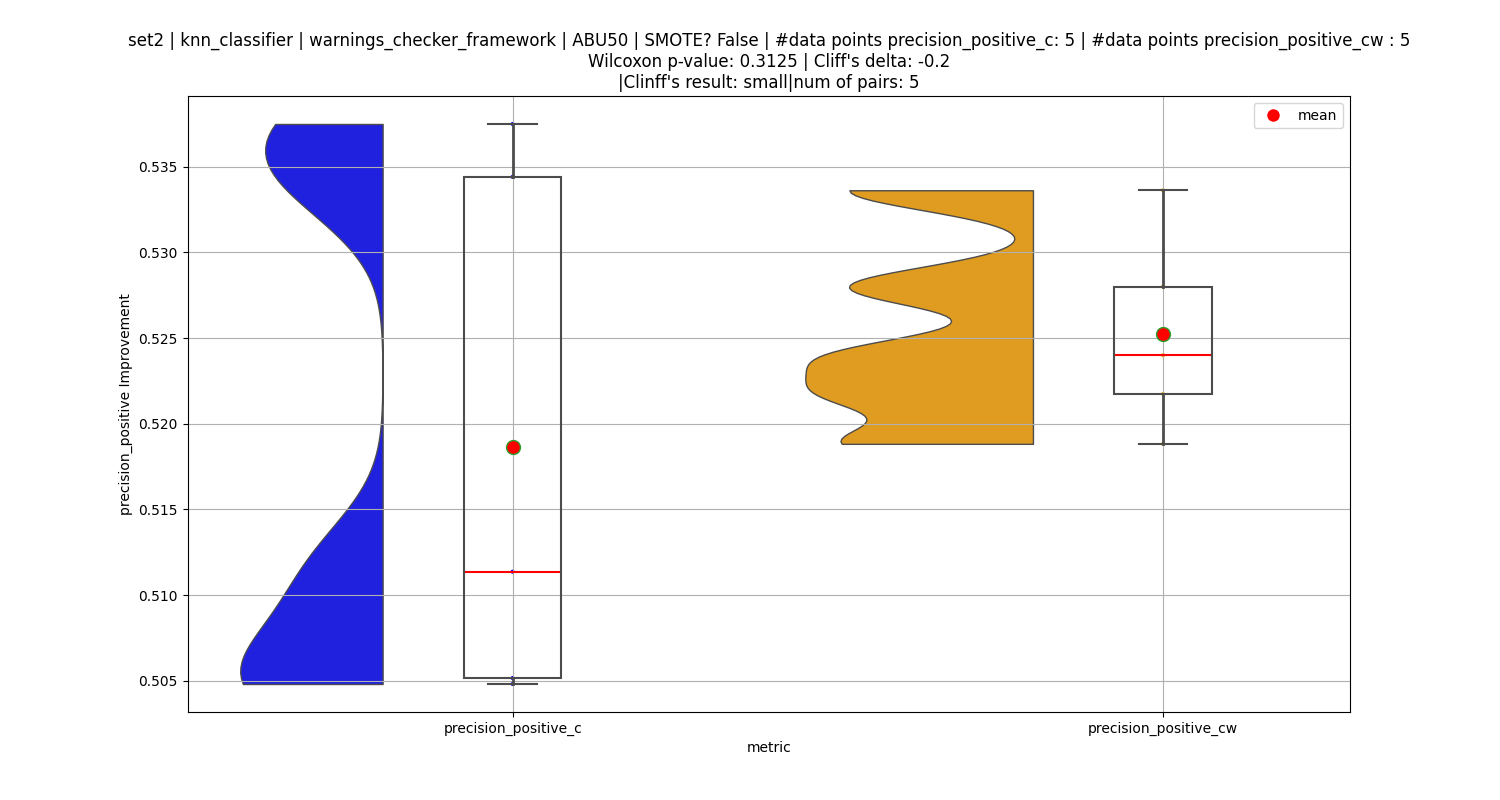 set2 | knn_classifier | warnings_checker_framework | ABU50 | SMOTE? False | #data points precision_positive_c: 5 | #data points precision_positive_cw : 5
Wilcoxon p-value: 0.3125 | Cliff's delta: -0.2
|Clinff's result: small|num of pairs: 5
mean
0.535
0.530
0.525
0.520
0.515
0.510
0.505
precision_positive Improvement
precision_positive_c
precision_positive_cw
metric